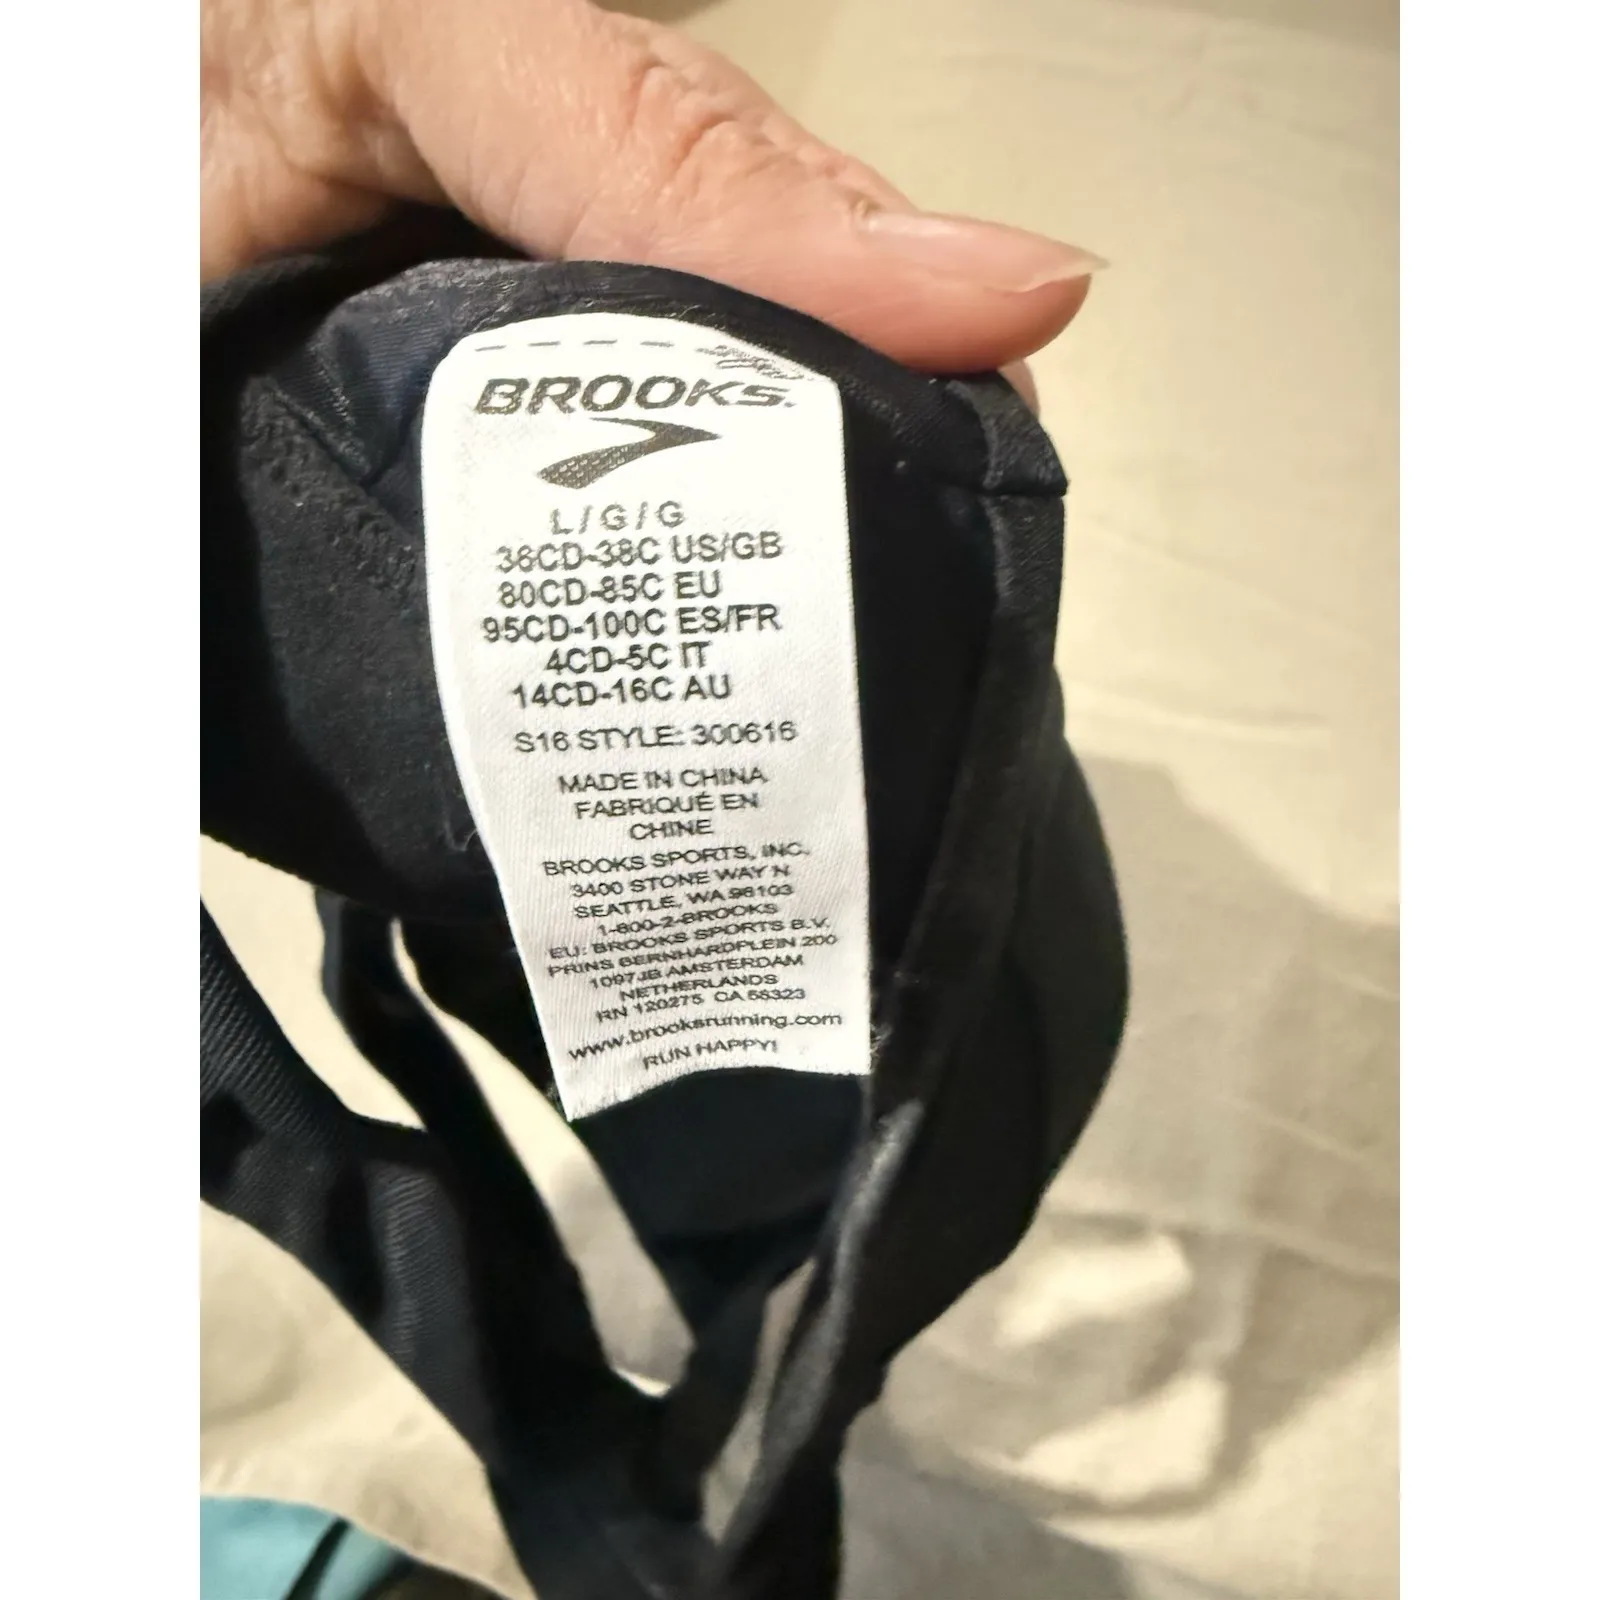 BROOKS.
L / G / G
36CD-38C US/GB
80CD-85C EU
95CD-100C ES/FR
4CD-5C IT
14CD-16C AU
S16 STYLE: 300616
MADE IN CHINA
FABRIQUÉ EN
CHINE
BROOKS SPORTS, INC.
3400 STONE WAY N
SEATTLE, WA 98103
1-800-2-BROOKS
EU: BROOKS SPORTS B.V.
PRINS BERNHARDPLEIN 200
1097JB AMSTERDAM
NETHERLANDS
RN 120275 CA 56323
www.brooksrunning.com
RUN HAPPY!